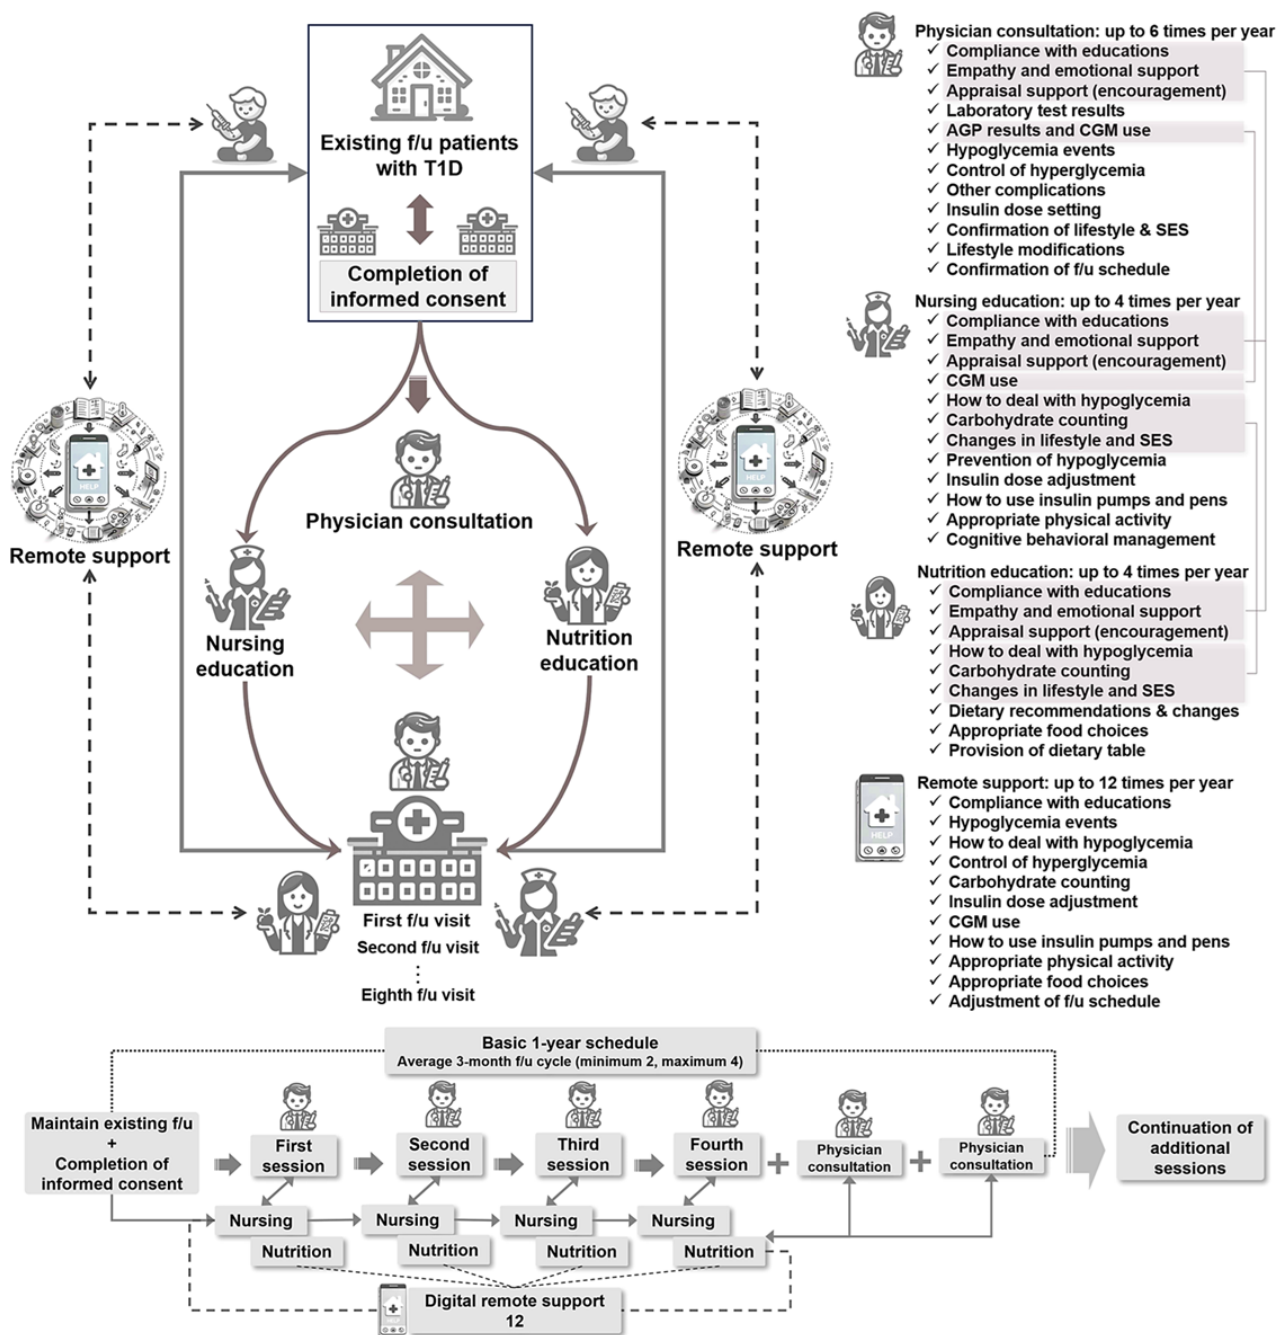 Existing f/u patients
with T1D
Completion of
informed consent
Physician consultation
HELP
Remote support
HELP
Remote support
Nursing
education
Nutrition
education
First f/u visit
Second f/u visit
Eighth f/u visit
Physician consultation: up to 6 times per year
✓ Compliance with educations
✓ Empathy and emotional support
✓ Appraisal support (encouragement)
✓ Laboratory test results
✓ AGP results and CGM use
✓ Hypoglycemia events
✓ Control of hyperglycemia
✓ Other complications
✓ Insulin dose setting
✓ Confirmation of lifestyle & SES
✓ Lifestyle modifications
✓ Confirmation of f/u schedule
Nursing education: up to 4 times per year
✓ Compliance with educations
✓ Empathy and emotional support
✓ Appraisal support (encouragement)
✓ CGM use
✓ How to deal with hypoglycemia
✓ Carbohydrate counting
✓ Changes in lifestyle and SES
✓ Prevention of hypoglycemia
✓ Insulin dose adjustment
✓ How to use insulin pumps and pens
✓ Appropriate physical activity
✓ Cognitive behavioral management
Nutrition education: up to 4 times per year
✓ Compliance with educations
✓ Empathy and emotional support
✓ Appraisal support (encouragement)
✓ How to deal with hypoglycemia
✓ Carbohydrate counting
✓ Changes in lifestyle and SES
✓ Dietary recommendations & changes
✓ Appropriate food choices
✓ Provision of dietary table
HELP
Remote support: up to 12 times per year
✓ Compliance with educations
✓ Hypoglycemia events
✓ How to deal with hypoglycemia
✓ Control of hyperglycemia
✓ Carbohydrate counting
✓ Insulin dose adjustment
✓ CGM use
✓ How to use insulin pumps and pens
✓ Appropriate physical activity
✓ Appropriate food choices
✓ Adjustment of f/u schedule
Basic 1-year schedule
Average 3-month f/u cycle (minimum 2, maximum 4)
Maintain existing f/u
+
Completion of
informed consent
First
session
Second
session
Third
session
Fourth
session
+
Physician
consultation
+
Physician
consultation
Continuation of
additional
sessions
Nursing
Nursing
Nursing
Nursing
Nutrition
Nutrition
Nutrition
Nutrition
HELP
Digital remote support
12